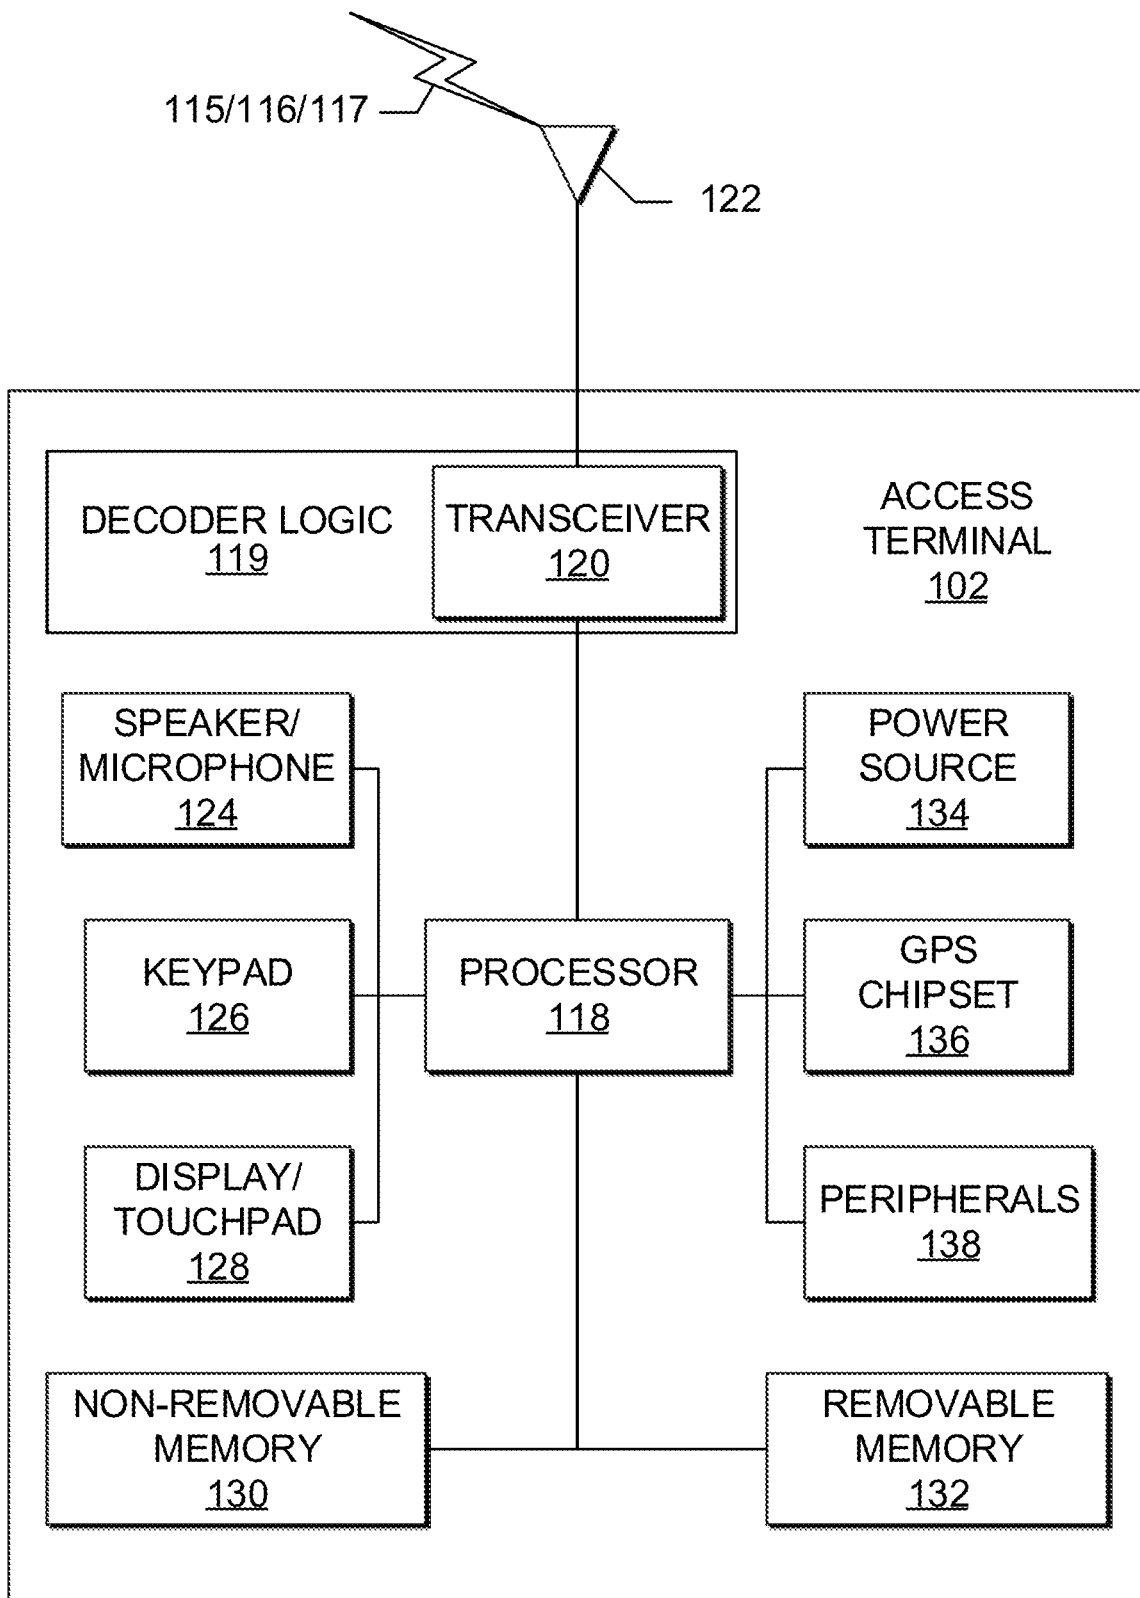 115/116/117
122
DECODER LOGIC
119
TRANSCEIVER
120
ACCESS
TERMINAL
102
SPEAKER/
MICROPHONE
124
POWER
SOURCE
134
KEYPAD
126
PROCESSOR
118
GPS
CHIPSET
136
DISPLAY/
TOUCHPAD
128
PERIPHERALS
138
NON-REMOVABLE
MEMORY
130
REMOVABLE
MEMORY
132